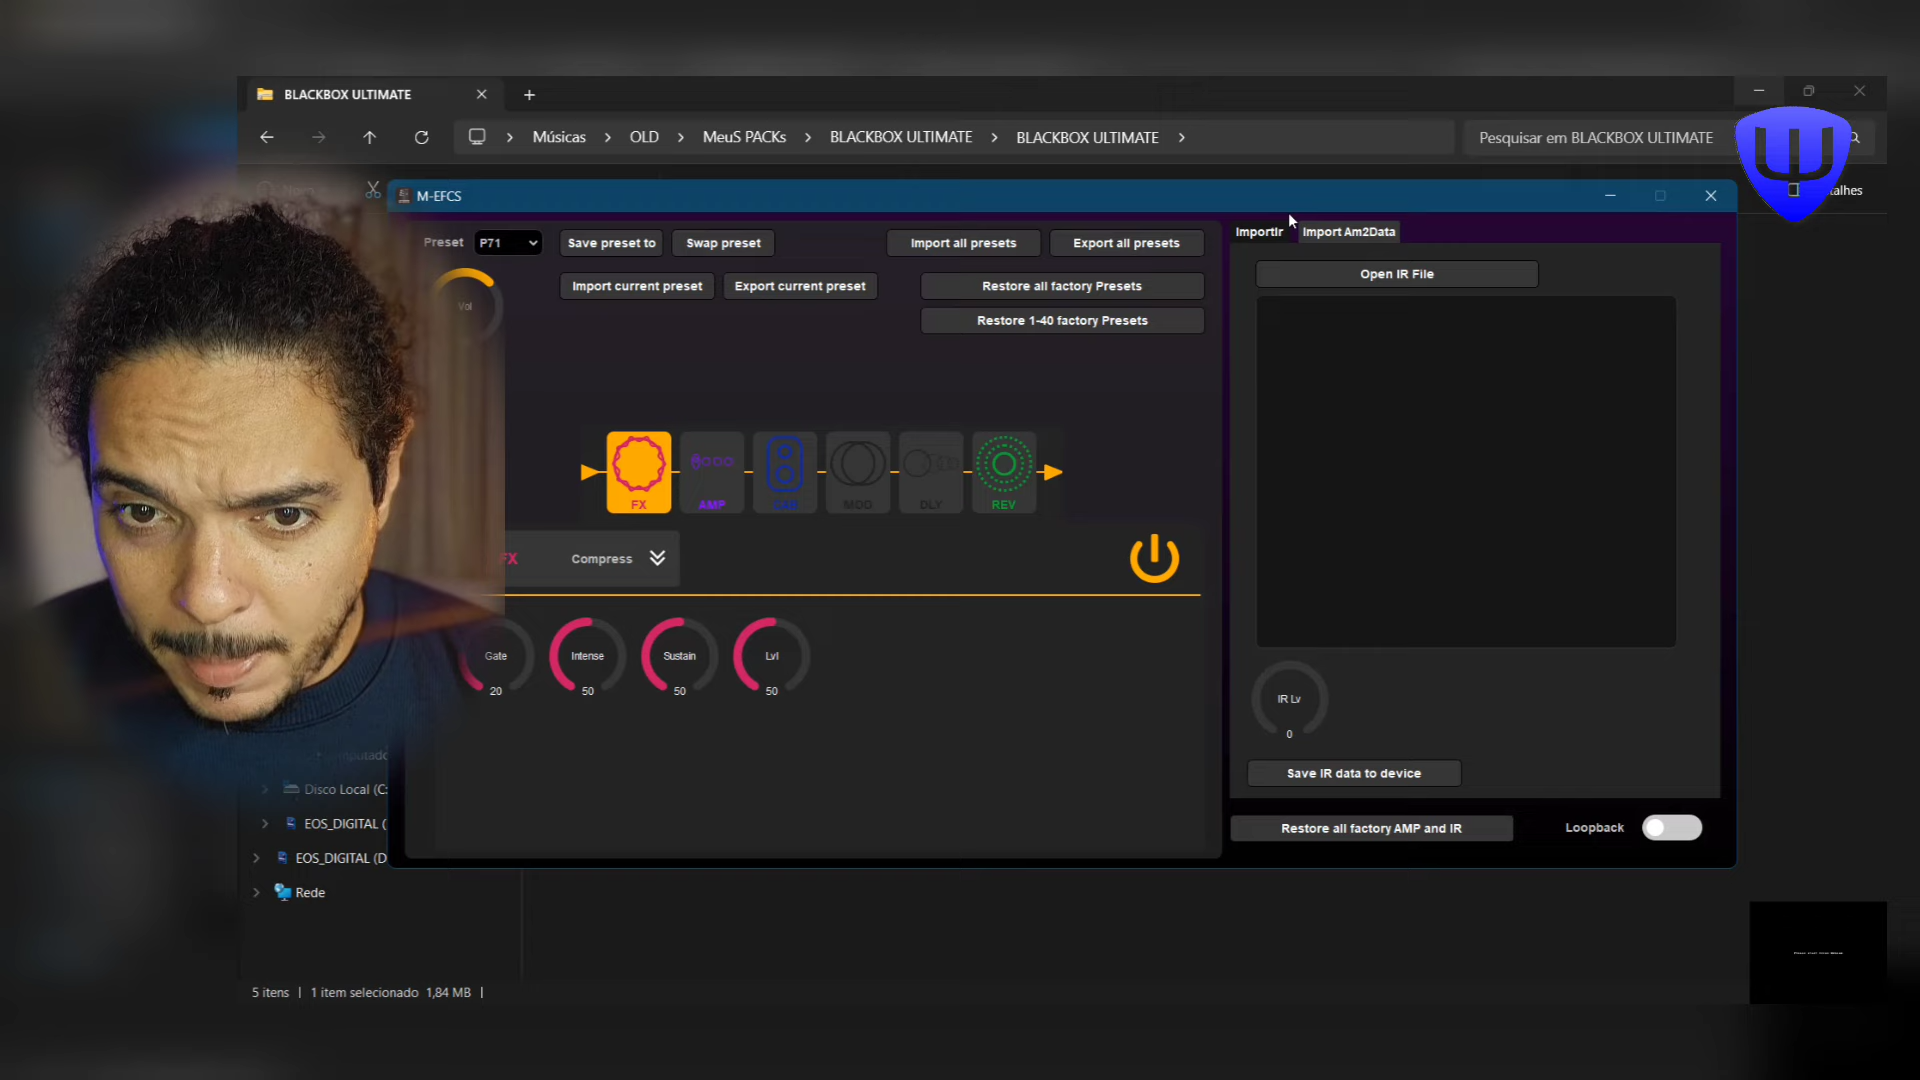 BLACKBOX ULTIMATE
Músicas > OLD > MeuS PACKs > BLACKBOX ULTIMATE > BLACKBOX ULTIMATE >
Pesquisar em BLACKBOX ULTIMATE
M-EFCS
Preset P71 Save preset to Swap preset Import all presets Export all presets
Import current preset Export current preset Restore all factory Presets
Restore 1-40 factory Presets
Vol
ImportIr Import Am2Data
Open IR File
FX AMP CAB MOD DLY REV
FX Compress
Gate Intense Sustain Lvl
20 50 50 50
IR Lv
0
Save IR data to device
Restore all factory AMP and IR Loopback
Disco Local (C:
EOS_DIGITAL (
EOS_DIGITAL (D
Rede
5 itens | 1 item selecionado 1,84 MB |